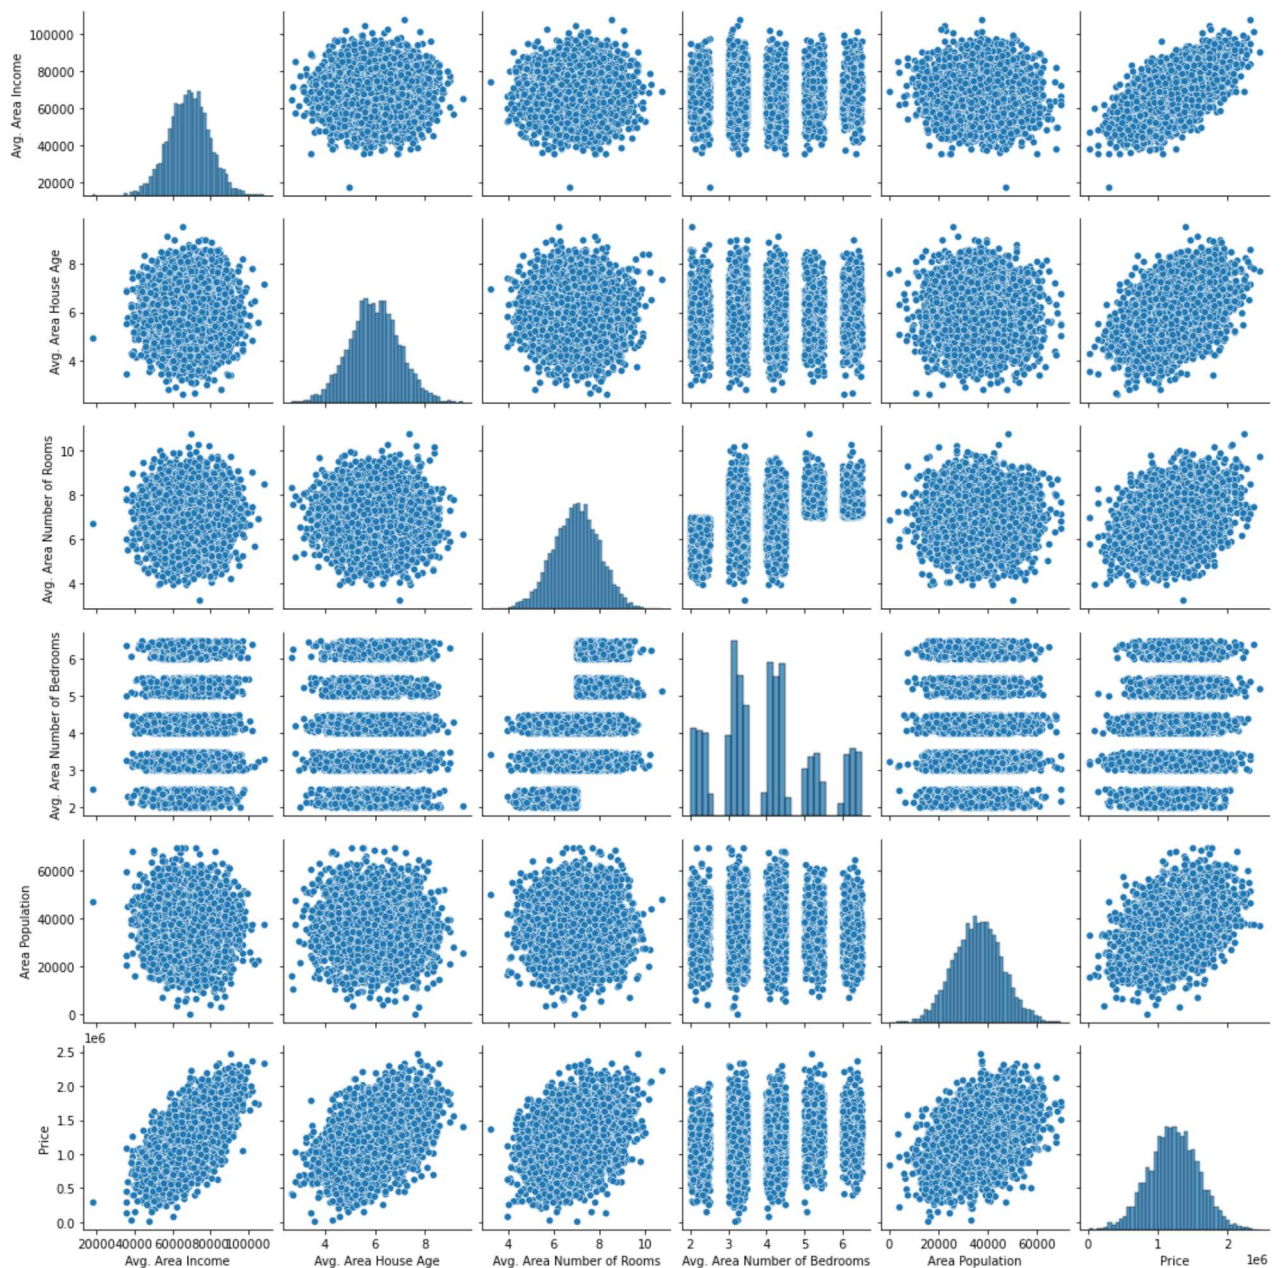 100000
80000
60000
40000
20000
Avg. Area Income
8
6
4
Avg. Area House Age
10
8
6
4
Avg. Area Number of Rooms
6
5
4
3
2
Avg. Area Number of Bedrooms
60000
40000
20000
0
Area Population
1e6
2.5
2.0
1.5
1.0
0.5
0.0
Price
20000 40000 60000 80000 100000
Avg. Area Income
4 6 8
Avg. Area House Age
4 6 8 10
Avg. Area Number of Rooms
2 3 4 5 6
Avg. Area Number of Bedrooms
0 20000 40000 60000
Area Population
0 1 2
Price
1e6